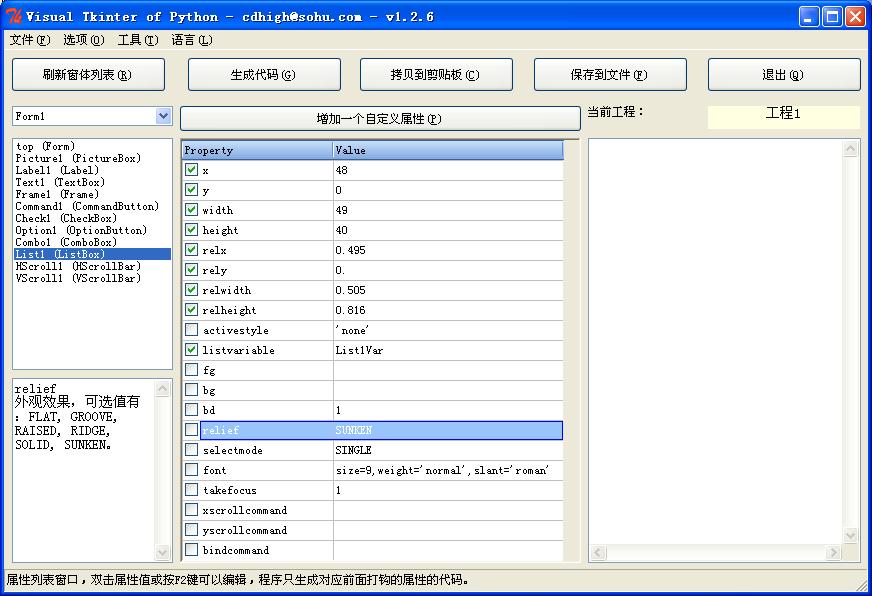 Visual Tkinter of Python - cdhigh@sohu.com - v1.2.6
文件(F) 选项(O) 工具(T) 语言(L)
刷新窗体列表(R) 生成代码(G) 拷贝到剪贴板(C) 保存到文件(F) 退出(Q)
Form1 增加一个自定义属性(P) 当前工程： 工程1
top (Form)
Picture1 (PictureBox)
Label1 (Label)
Text1 (TextBox)
Frame1 (Frame)
Command1 (CommandButton)
Check1 (CheckBox)
Option1 (OptionButton)
Combo1 (ComboBox)
List1 (ListBox)
HScroll1 (HScrollBar)
VScroll1 (VScrollBar)
relief
外观效果，可选值有
：FLAT, GROOVE,
RAISED, RIDGE,
SOLID, SUNKEN。
Property Value
x 48
y 0
width 49
height 40
relx 0.495
rely 0.
relwidth 0.505
relheight 0.816
activestyle 'none'
listvariable List1Var
fg
bg
bd 1
relief SUNKEN
selectmode SINGLE
font size=9,weight='normal',slant='roman'
takefocus 1
xscrollcommand
yscrollcommand
bindcommand
属性列表窗口，双击属性值或按F2键可以编辑，程序只生成对应前面打钩的属性的代码。